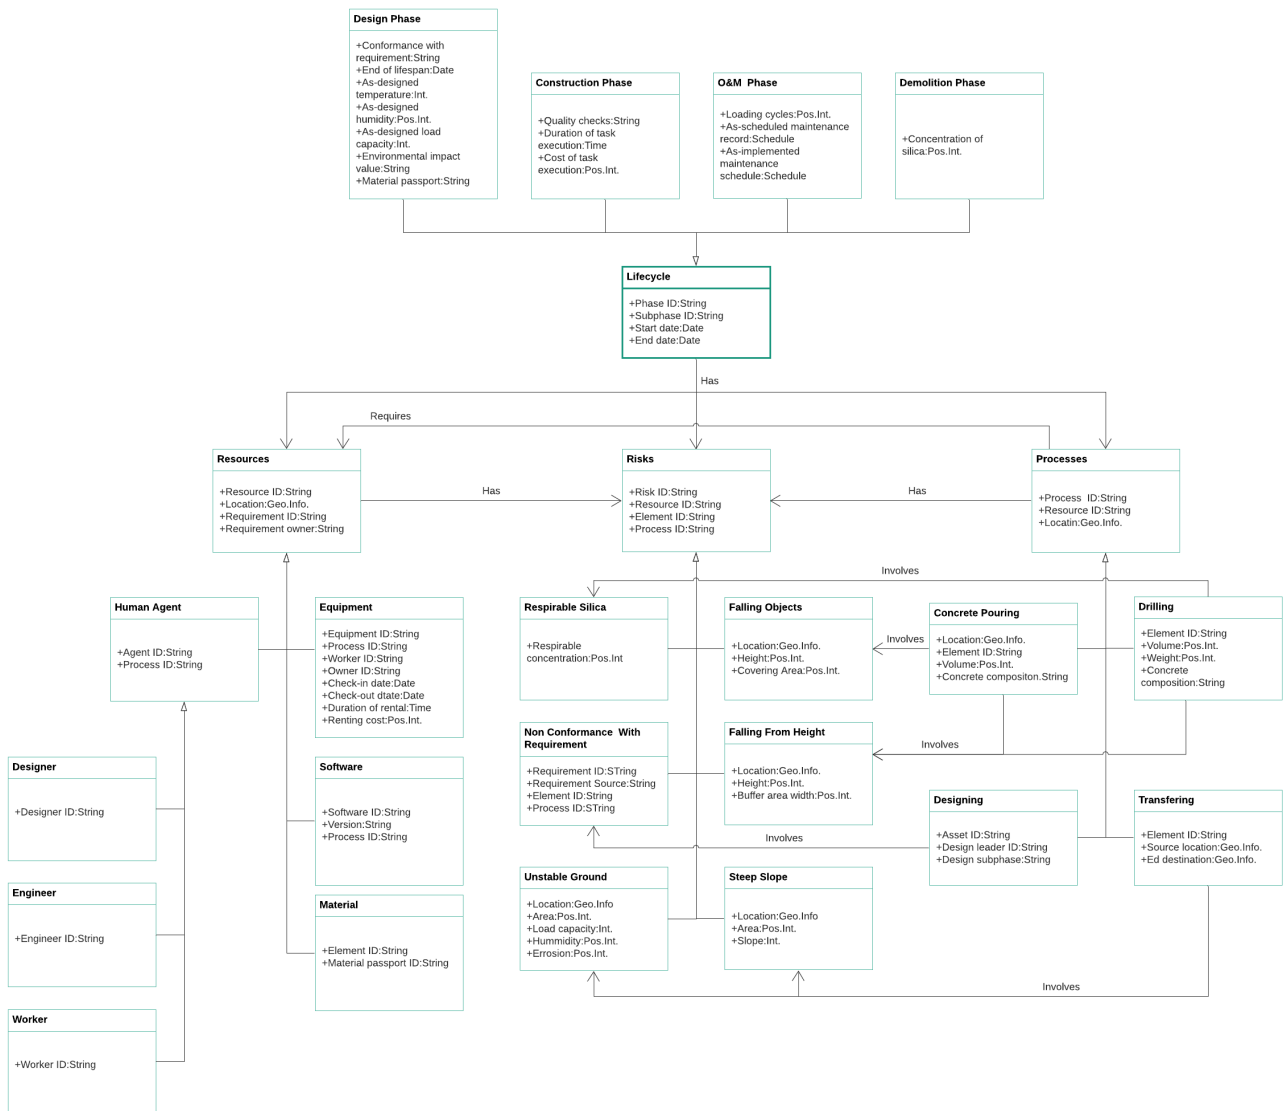 Design Phase
+Conformance with
requirement:String
+End of lifespan:Date
+As-designed
temperature:Int.
+As-designed
humidity:Pos.Int.
+As-designed load
capacity:Int.
+Environmental impact
value:String
+Material passport:String
Construction Phase
+Quality checks:String
+Duration of task
execution:Time
+Cost of task
execution:Pos.Int.
O&M  Phase
+Loading cycles:Pos.Int.
+As-scheduled maintenance
record:Schedule
+As-implemented
maintenance
schedule:Schedule
Demolition Phase
+Concentration of
silica:Pos.Int.
Lifecycle
+Phase ID:String
+Subphase ID:String
+Start date:Date
+End date:Date
Has
Requires
Resources
+Resource ID:String
+Location:Geo.Info.
+Requirement ID:String
+Requirement owner:String
Has
Risks
+Risk ID:String
+Resource ID:String
+Element ID:String
+Process ID:String
Has
Processes
+Process  ID:String
+Resource ID:String
+Locatin:Geo.Info.
Involves
Human Agent
+Agent ID:String
+Process ID:String
Equipment
+Equipment ID:String
+Process ID:String
+Worker ID:String
+Owner ID:String
+Check-in date:Date
+Check-out dtate:Date
+Duration of rental:Time
+Renting cost:Pos.Int.
Respirable Silica
+Respirable
concentration:Pos.Int
Falling Objects
+Location:Geo.Info.
+Height:Pos.Int.
+Covering Area:Pos.Int.
Involves
Concrete Pouring
+Location:Geo.Info.
+Element ID:String
+Volume:Pos.Int.
+Concrete compositon.String
Drilling
+Element ID:String
+Volume:Pos.Int.
+Weight:Pos.Int.
+Concrete
composition:String
Non Conformance  With
Requirement
+Requirement ID:STring
+Requirement Source:String
+Element ID:String
+Process ID:STring
Falling From Height
+Location:Geo.Info.
+Height:Pos.Int.
+Buffer area width:Pos.Int.
Involves
Designer
+Designer ID:String
Software
+Software ID:String
+Version:String
+Process ID:String
Designing
+Asset ID:String
+Design leader ID:String
+Design subphase:String
Transfering
+Element ID:String
+Source location:Geo.Info.
+Ed destination:Geo.Info.
Involves
Engineer
+Engineer ID:String
Material
+Element ID:String
+Material passport ID:String
Unstable Ground
+Location:Geo.Info
+Area:Pos.Int.
+Load capacity:Int.
+Hummidity:Pos.Int.
+Errosion:Pos.Int.
Steep Slope
+Location:Geo.Info
+Area:Pos.Int.
+Slope:Int.
Involves
Worker
+Worker ID:String